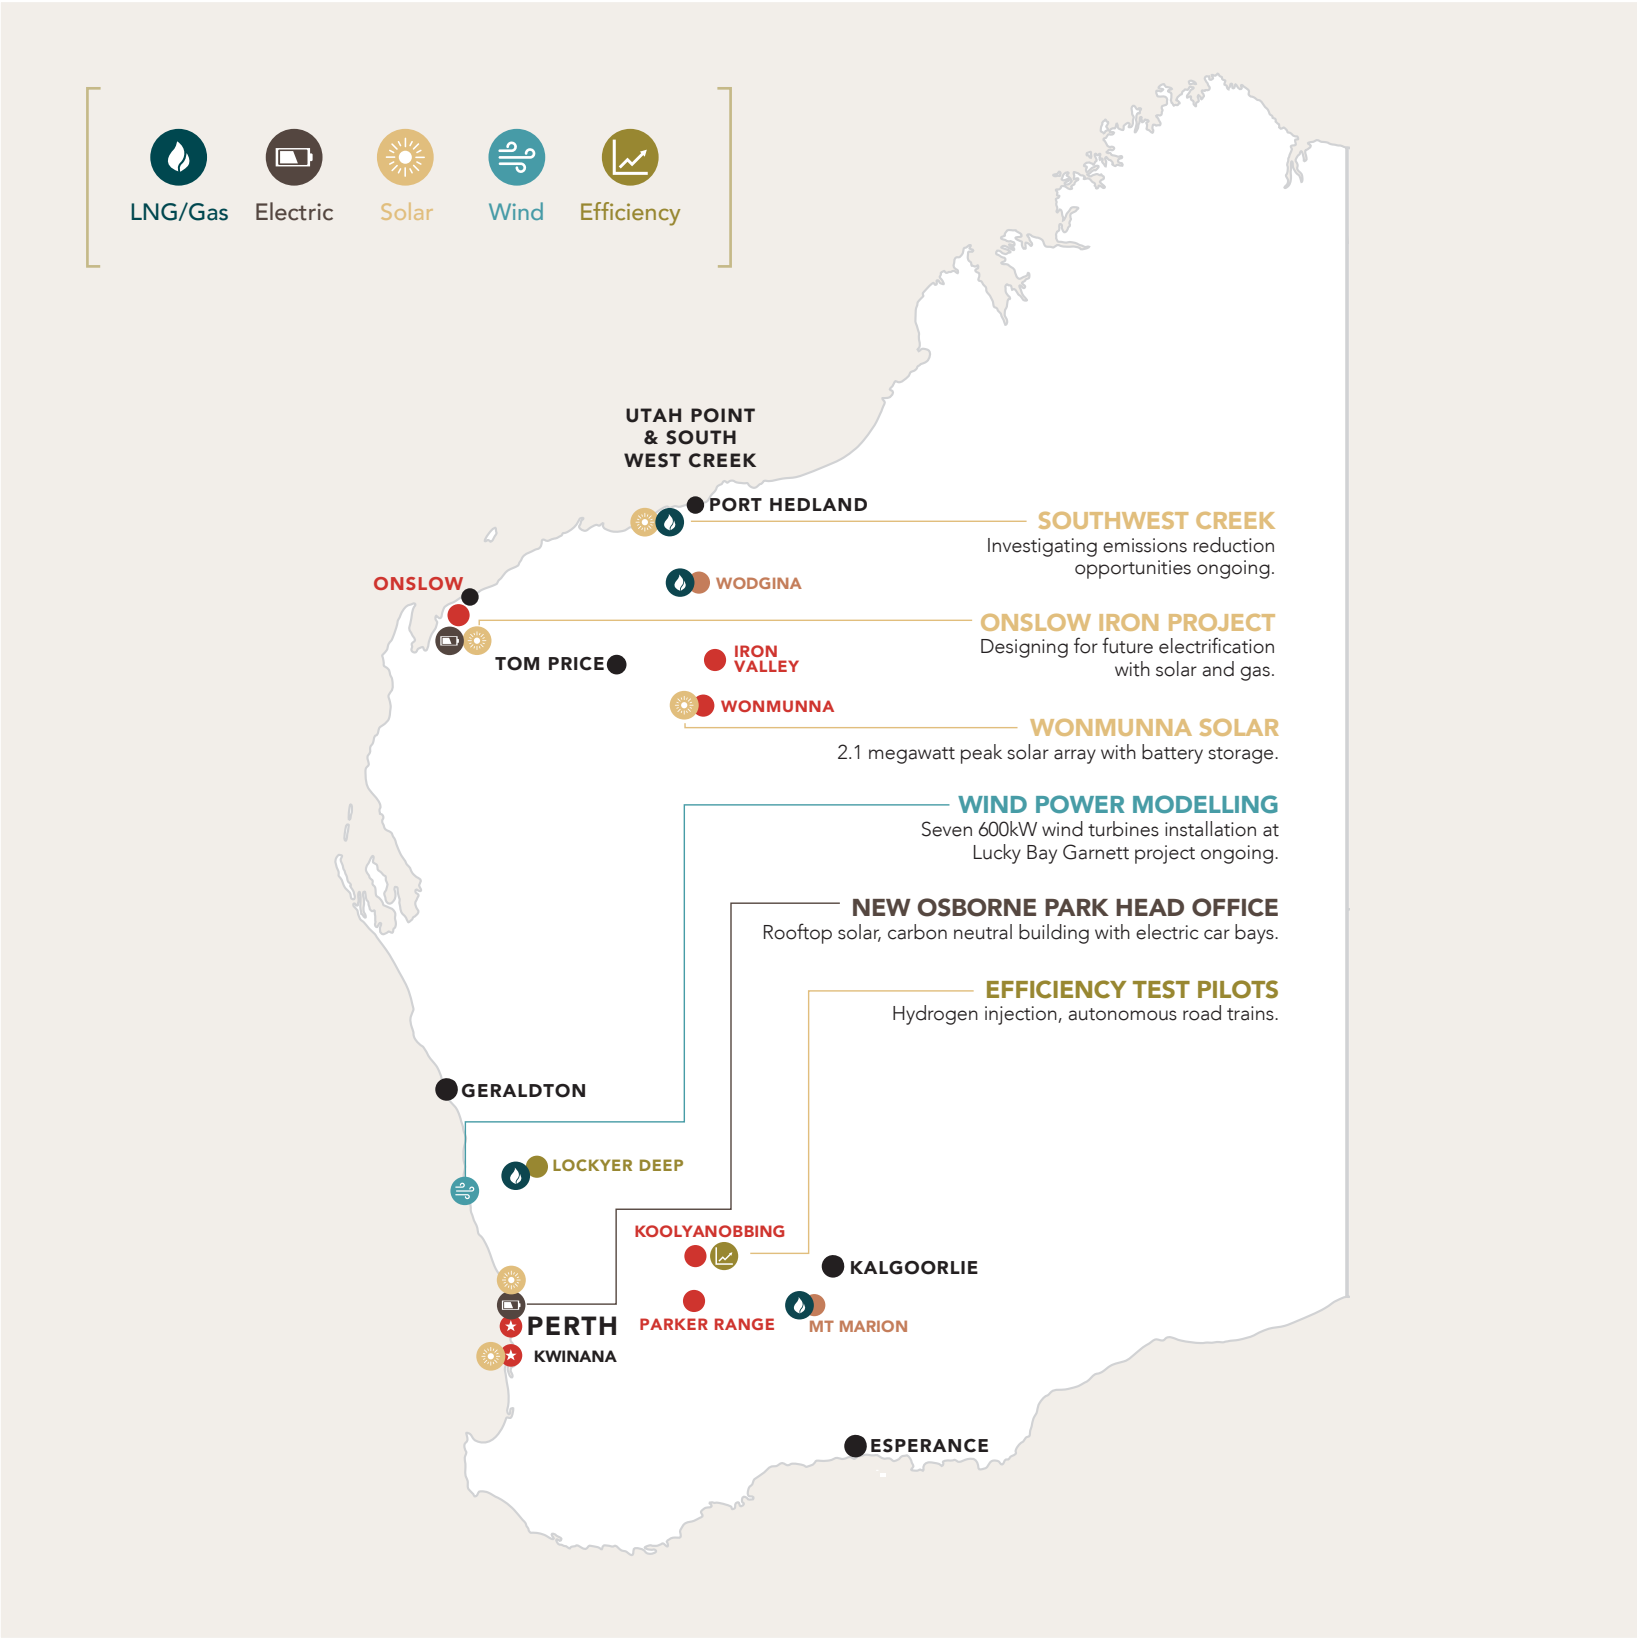 LNG/Gas
Electric
Solar
Wind
Efficiency
UTAH POINT
& SOUTH
WEST CREEK
PORT HEDLAND
SOUTHWEST CREEK
Investigating emissions reduction
opportunities ongoing.
ONSLOW
WODGINA
ONSLOW IRON PROJECT
Designing for future electrification
with solar and gas.
TOM PRICE
IRON
VALLEY
WONMUNNA
WONMUNNA SOLAR
2.1 megawatt peak solar array with battery storage.
WIND POWER MODELLING
Seven 600kW wind turbines installation at
Lucky Bay Garnett project ongoing.
NEW OSBORNE PARK HEAD OFFICE
Rooftop solar, carbon neutral building with electric car bays.
EFFICIENCY TEST PILOTS
Hydrogen injection, autonomous road trains.
GERALDTON
LOCKYER DEEP
KOOLYANOBBING
KALGOORLIE
PERTH
PARKER RANGE
MT MARION
KWINANA
ESPERANCE